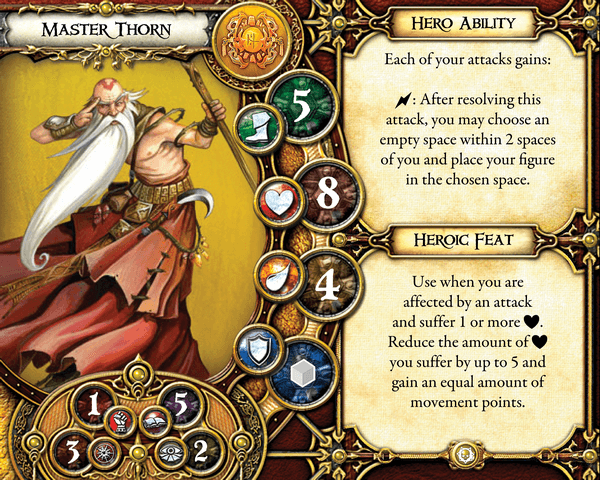 Master Thorn
5
8
4
1
5
3
2
Hero Ability
Each of your attacks gains:
: After resolving this
attack, you may choose an
empty space within 2 spaces
of you and place your figure
in the chosen space.
Heroic Feat
Use when you are
affected by an attack
and suffer 1 or more ♥.
Reduce the amount of ♥
you suffer by up to 5 and
gain an equal amount of
movement points.